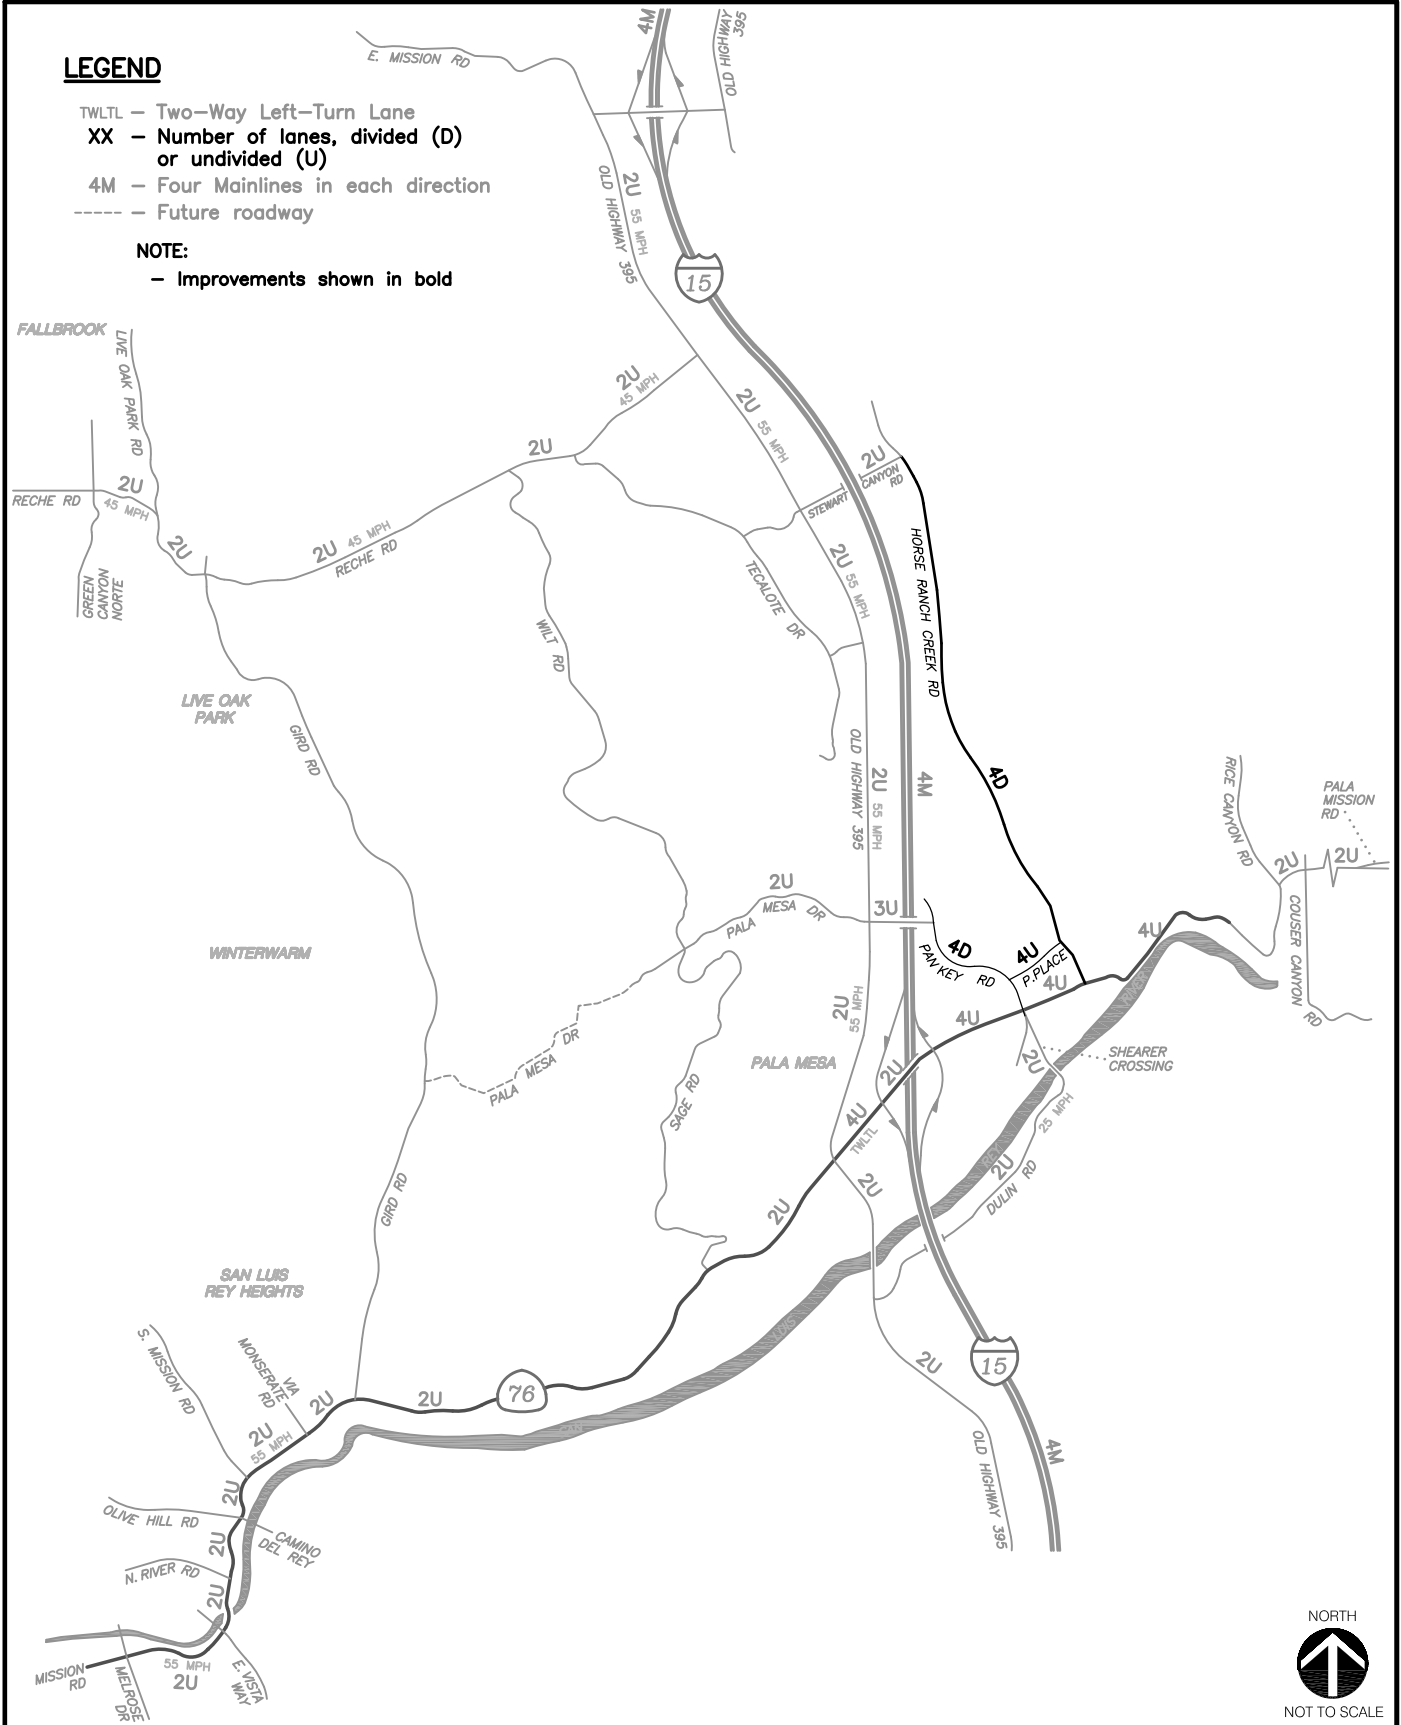 LEGEND
TWLTL – Two-Way Left-Turn Lane
XX – Number of lanes, divided (D)
or undivided (U)
4M – Four Mainlines in each direction
----- – Future roadway
NOTE:
– Improvements shown in bold
E. MISSION RD
4M
OLD HIGHWAY
395
2U
55 MPH
OLD HIGHWAY 395
15
FALLBROOK
LIVE OAK PARK RD
2U
45 MPH
2U
55 MPH
2U
2U
CANYON
RD
STEWART
RECHE RD
2U
45 MPH
2U
2U 45 MPH
RECHE RD
GREEN
CANYON
NORTE
HORSE RANCH CREEK RD
2U
55 MPH
TECALOTE DR
WILT RD
LIVE OAK
PARK
GIRD RD
OLD HIGHWAY 395
2U
55 MPH
4M
4D
RICE CANYON RD
PALA
MISSION
RD
2U
2U
COUSER CANYON
RD
2U
PALA MESA DR
3U
WINTERWARM
4D
PANKEY RD
4U
P.PLACE
4U
4U
4U
2U
55 MPH
PALA MESA DR
PALA MESA
SAGE RD
2U
4U
TWLTL
2U
SHEARER
CROSSING
RIVER
25 MPH
REY
2U
DULIN RD
2U
2U
GIRD RD
SAN LUIS
REY HEIGHTS
LUIS
S. MISSION RD
MONSERATE
RD
VIA
2U
2U
76
SAN
2U
15
2U
55 MPH
OLD HIGHWAY 395
4M
2U
OLIVE HILL RD
2U
CAMINO
DEL REY
N. RIVER RD
2U
MISSION
RD
55 MPH
2U
MELROSE
DR
E. VISTA
WAY
NORTH
NOT TO SCALE